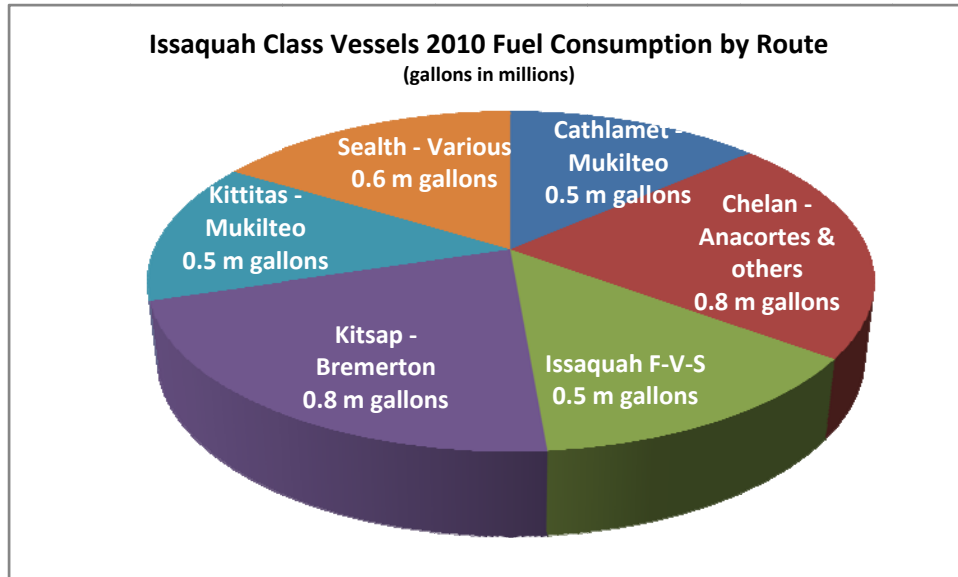 Issaquah Class Vessels 2010 Fuel Consumption by Route
(gallons in millions)
Cathlamet -
Mukilteo
0.5 m gallons
Chelan -
Anacortes &
others
0.8 m gallons
Issaquah F-V-S
0.5 m gallons
Kitsap -
Bremerton
0.8 m gallons
Kittitas -
Mukilteo
0.5 m gallons
Sealth - Various
0.6 m gallons